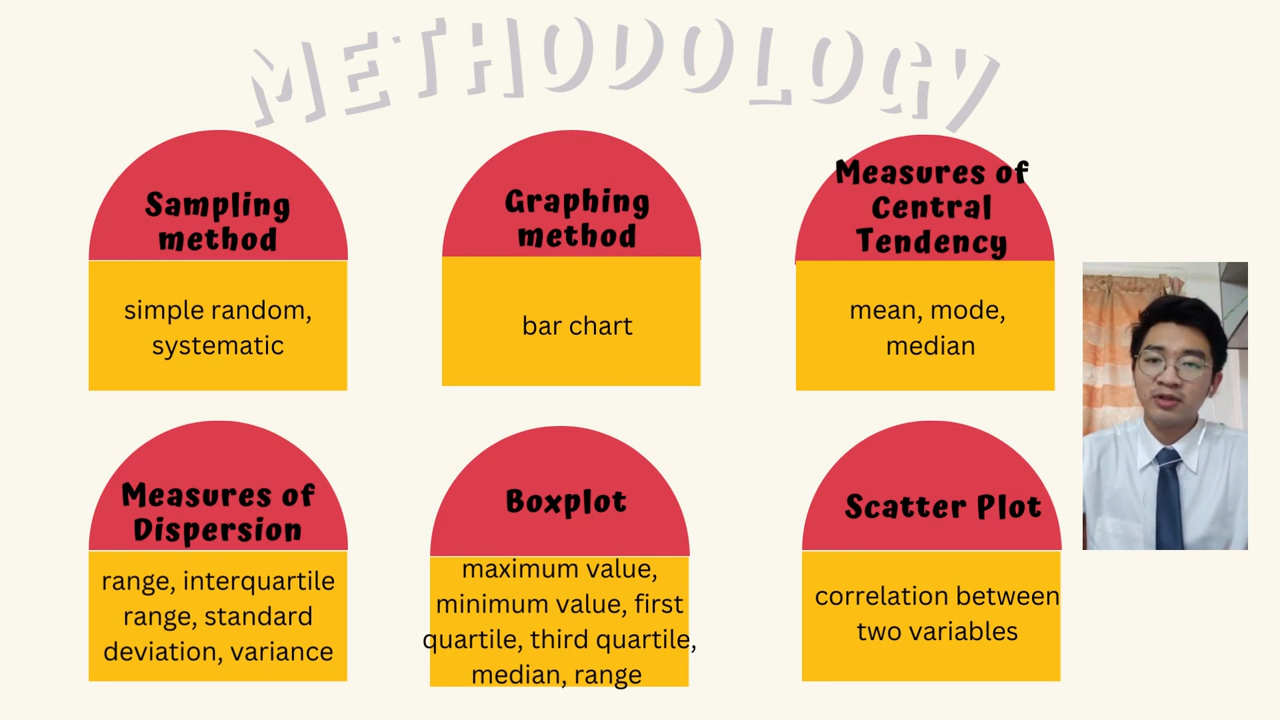 METHODOLOGY
Sampling
method
simple random,
systematic
Graphing
method
bar chart
Measures of
Central
Tendency
mean, mode,
median
Measures of
Dispersion
range, interquartile
range, standard
deviation, variance
Boxplot
maximum value,
minimum value, first
quartile, third quartile,
median, range
Scatter Plot
correlation between
two variables